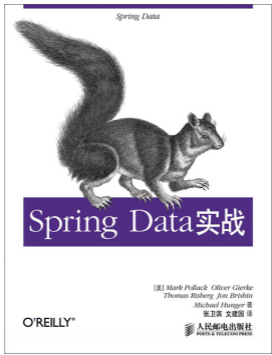 Spring Data
Spring Data实战
[美] Mark Pollack Oliver Gierke
Thomas Risberg Jon Brisbin
Michael Hunger 著
张卫滨 文建国 译
O'REILLY®
人民邮电出版社
POSTS & TELECOM PRESS